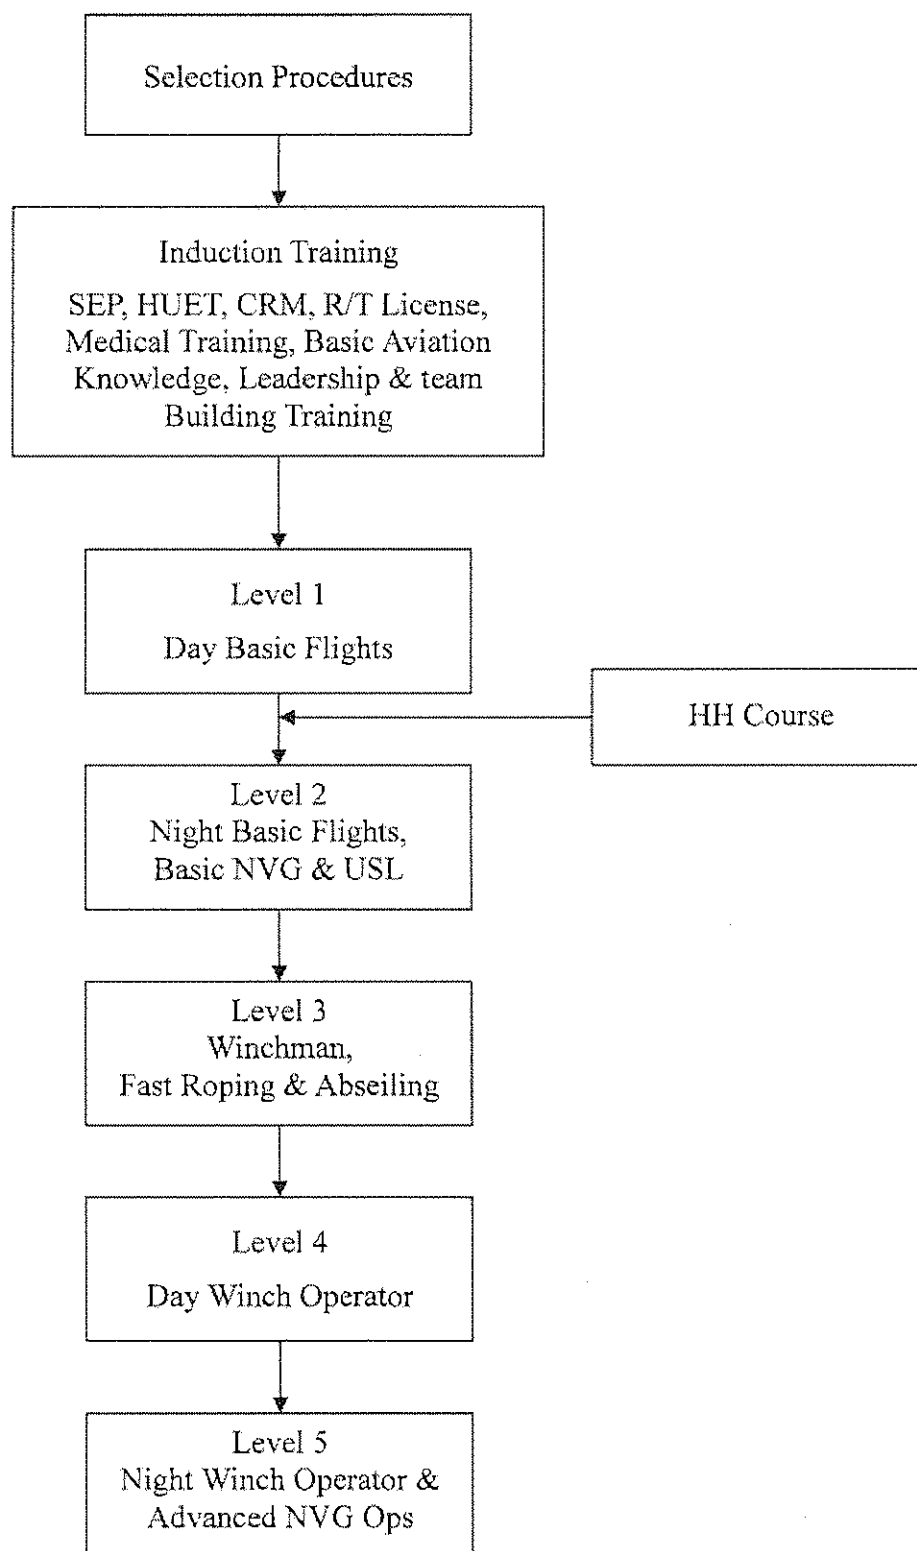 Selection Procedures
Induction Training
SEP, HUET, CRM, R/T License,
Medical Training, Basic Aviation
Knowledge, Leadership & team
Building Training
Level 1
Day Basic Flights
HH Course
Level 2
Night Basic Flights,
Basic NVG & USL
Level 3
Winchman,
Fast Roping & Abseiling
Level 4
Day Winch Operator
Level 5
Night Winch Operator &
Advanced NVG Ops